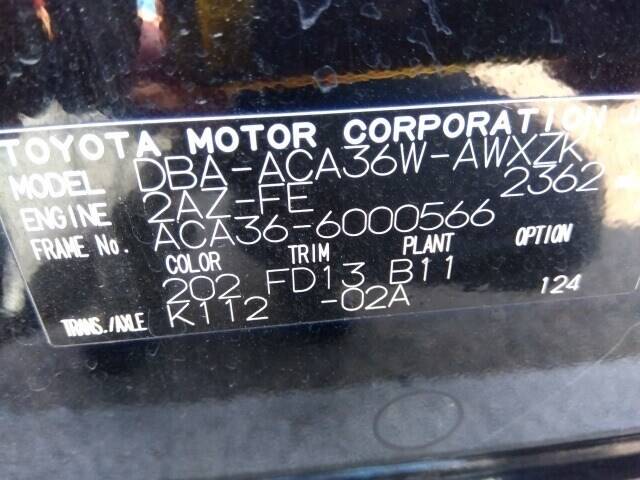 TOYOTA MOTOR CORPORATION
MODEL DBA-ACA36W-AWXZK
ENGINE 2AZ-FE 2362
FRAME No. ACA36-6000566
COLOR TRIM PLANT OPTION
202 FD13 B11 124
TRANS./AXLE K112 -02A